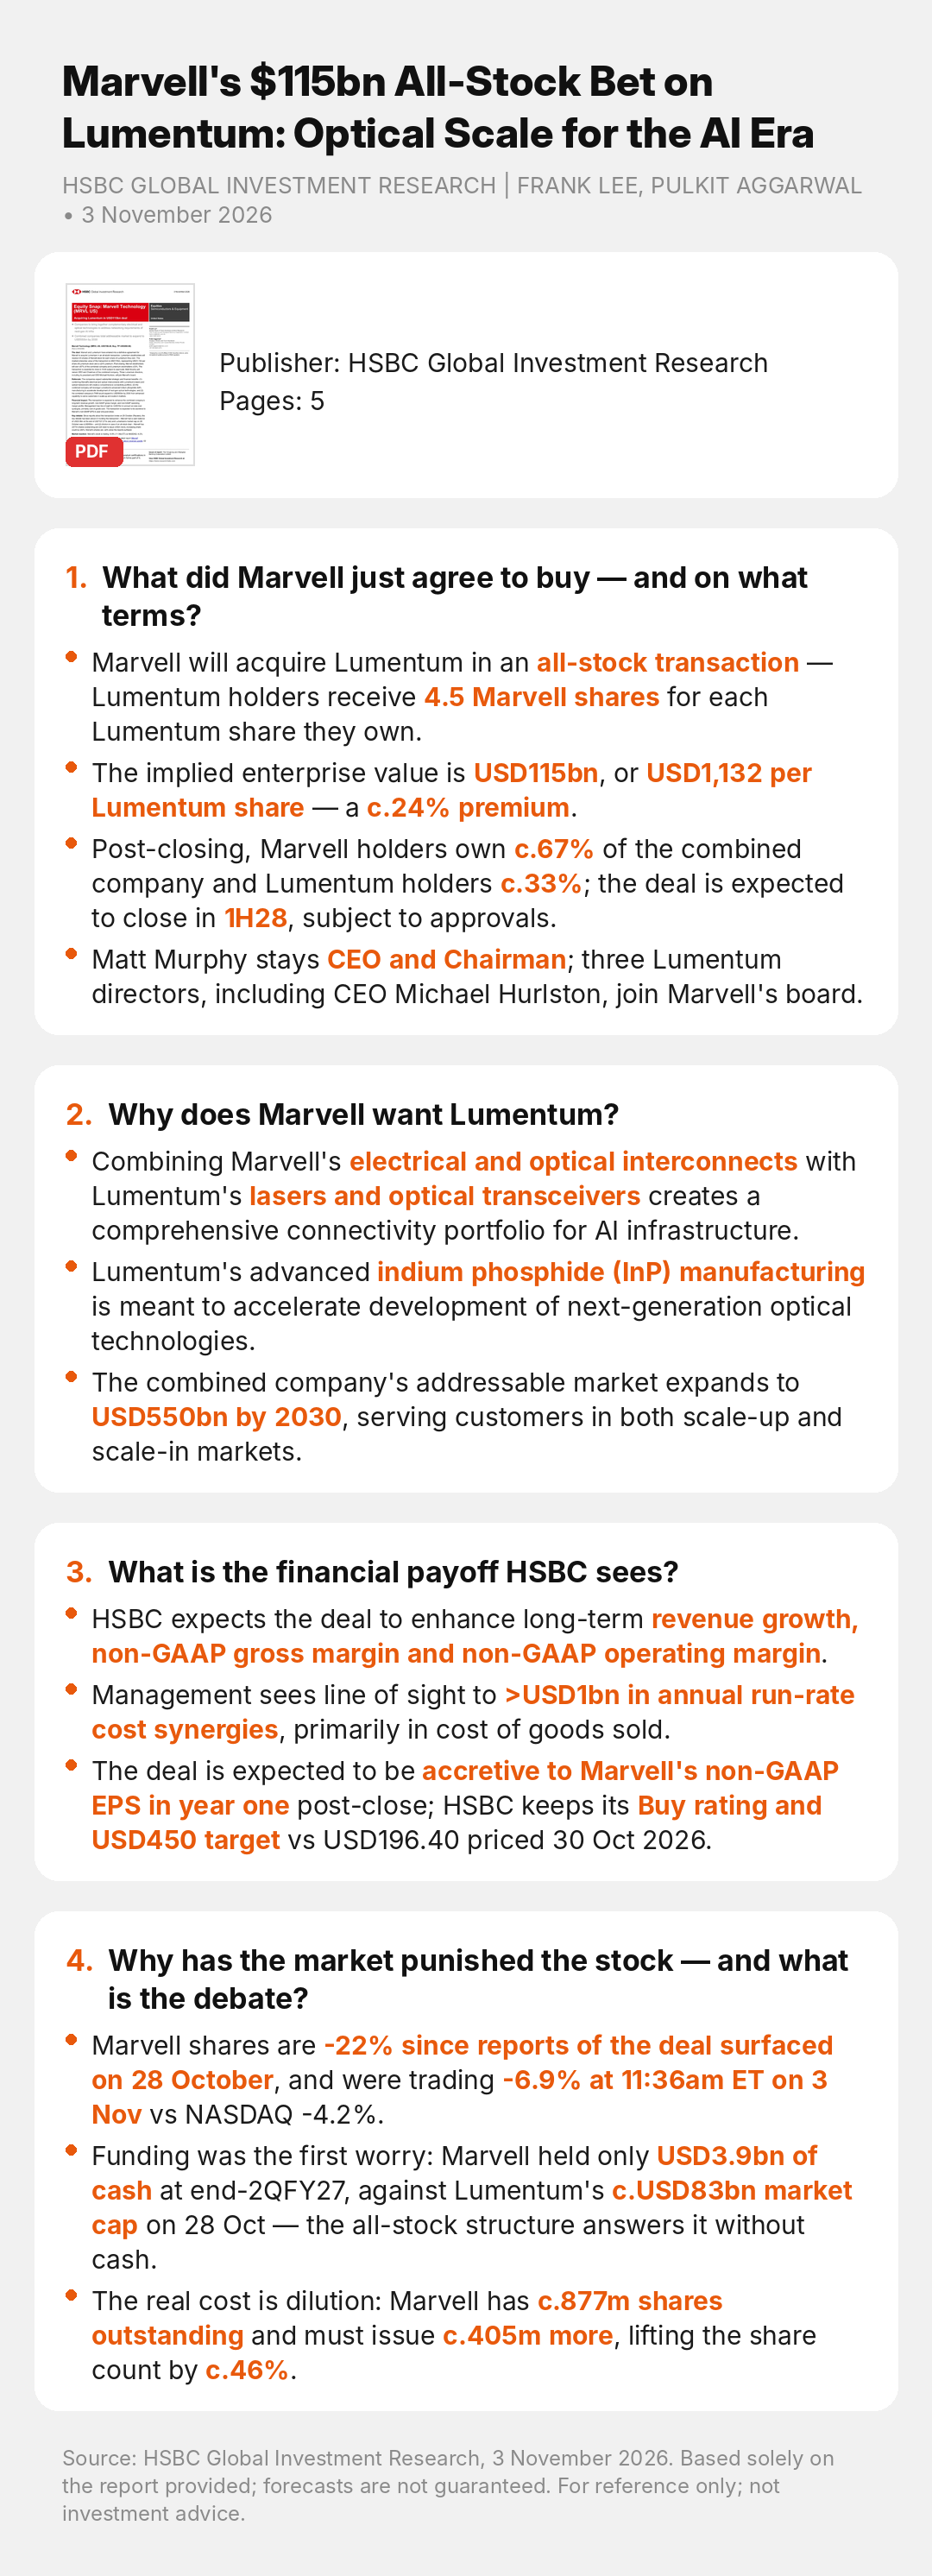 Marvell's $115bn All-Stock Bet on
Lumentum: Optical Scale for the AI Era
HSBC GLOBAL INVESTMENT RESEARCH | FRANK LEE, PULKIT AGGARWAL
• 3 November 2026
Equity Snap: Marvell Technology
(MRVL US)
PDF
Publisher: HSBC Global Investment Research
Pages: 5
1. What did Marvell just agree to buy — and on what
terms?
• Marvell will acquire Lumentum in an all-stock transaction —
Lumentum holders receive 4.5 Marvell shares for each
Lumentum share they own.
• The implied enterprise value is USD115bn, or USD1,132 per
Lumentum share — a c.24% premium.
• Post-closing, Marvell holders own c.67% of the combined
company and Lumentum holders c.33%; the deal is expected
to close in 1H28, subject to approvals.
• Matt Murphy stays CEO and Chairman; three Lumentum
directors, including CEO Michael Hurlston, join Marvell's board.
2. Why does Marvell want Lumentum?
• Combining Marvell's electrical and optical interconnects with
Lumentum's lasers and optical transceivers creates a
comprehensive connectivity portfolio for AI infrastructure.
• Lumentum's advanced indium phosphide (InP) manufacturing
is meant to accelerate development of next-generation optical
technologies.
• The combined company's addressable market expands to
USD550bn by 2030, serving customers in both scale-up and
scale-in markets.
3. What is the financial payoff HSBC sees?
• HSBC expects the deal to enhance long-term revenue growth,
non-GAAP gross margin and non-GAAP operating margin.
• Management sees line of sight to >USD1bn in annual run-rate
cost synergies, primarily in cost of goods sold.
• The deal is expected to be accretive to Marvell's non-GAAP
EPS in year one post-close; HSBC keeps its Buy rating and
USD450 target vs USD196.40 priced 30 Oct 2026.
4. Why has the market punished the stock — and what
is the debate?
• Marvell shares are -22% since reports of the deal surfaced
on 28 October, and were trading -6.9% at 11:36am ET on 3
Nov vs NASDAQ -4.2%.
• Funding was the first worry: Marvell held only USD3.9bn of
cash at end-2QFY27, against Lumentum's c.USD83bn market
cap on 28 Oct — the all-stock structure answers it without
cash.
• The real cost is dilution: Marvell has c.877m shares
outstanding and must issue c.405m more, lifting the share
count by c.46%.
Source: HSBC Global Investment Research, 3 November 2026. Based solely on
the report provided; forecasts are not guaranteed. For reference only; not
investment advice.